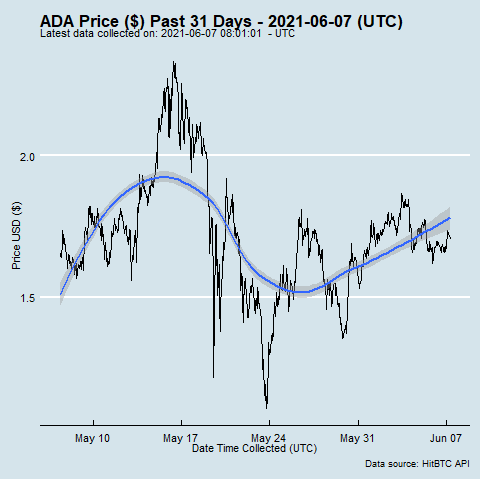 ADA Price ($) Past 31 Days - 2021-06-07 (UTC)
Latest data collected on: 2021-06-07 08:01:01 - UTC
2.0
1.5
Price USD ($)
May 10 May 17 May 24 May 31 Jun 07
Date Time Collected (UTC)
Data source: HitBTC API